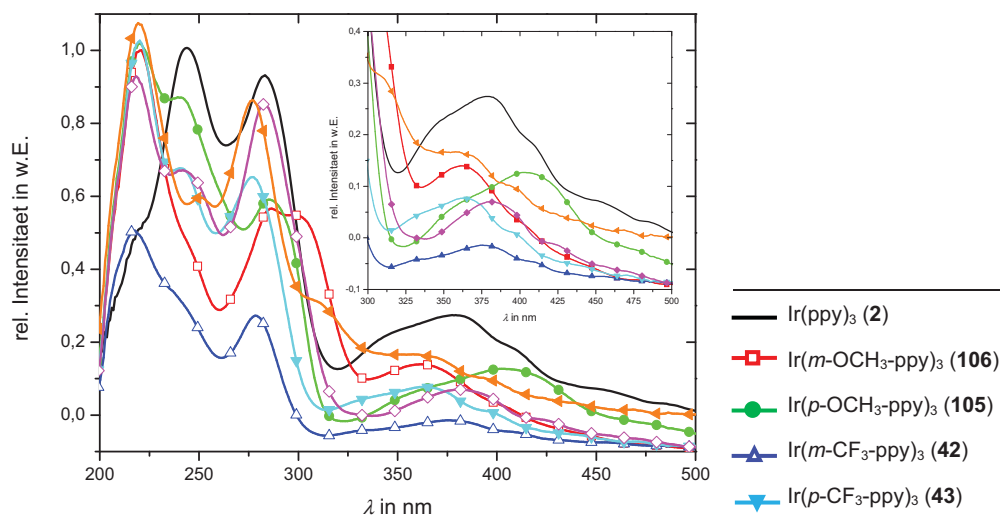 rel. Intensitaet in w.E.
1,0
0,8
0,6
0,4
0,2
0,0
200 250 300 350 400 450 500
λ in nm
rel. Intensitaet in w.E.
0,4
0,3
0,2
0,1
0,0
-0,1
300 325 350 375 400 425 450 475 500
λ in nm
Ir(ppy)₃ (2)
Ir(m-OCH₃-ppy)₃ (106)
Ir(p-OCH₃-ppy)₃ (105)
Ir(m-CF₃-ppy)₃ (42)
Ir(p-CF₃-ppy)₃ (43)